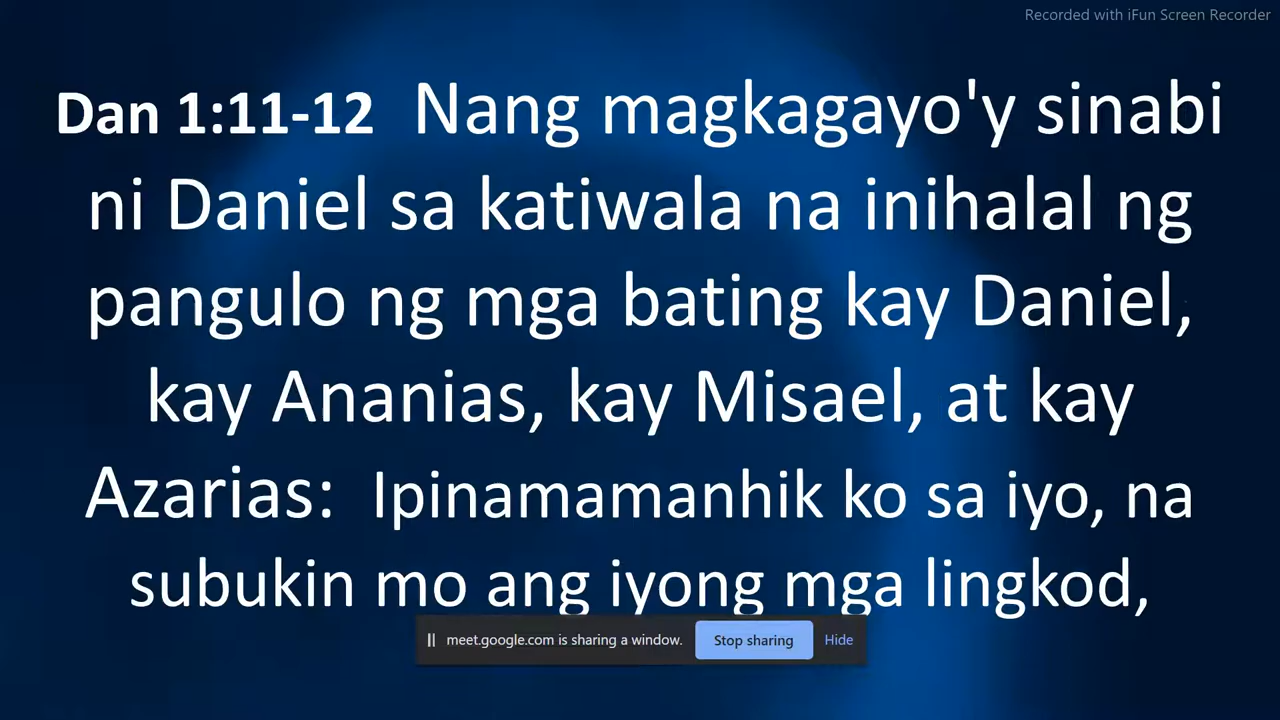 Recorded with iFun Screen Recorder
Dan 1:11-12 Nang magkagayo'y sinabi
ni Daniel sa katiwala na inihalal ng
pangulo ng mga bating kay Daniel,
kay Ananias, kay Misael, at kay
Azarias: Ipinamamanhik ko sa iyo, na
subukin mo ang iyong mga lingkod,
meet.google.com is sharing a window. Stop sharing Hide